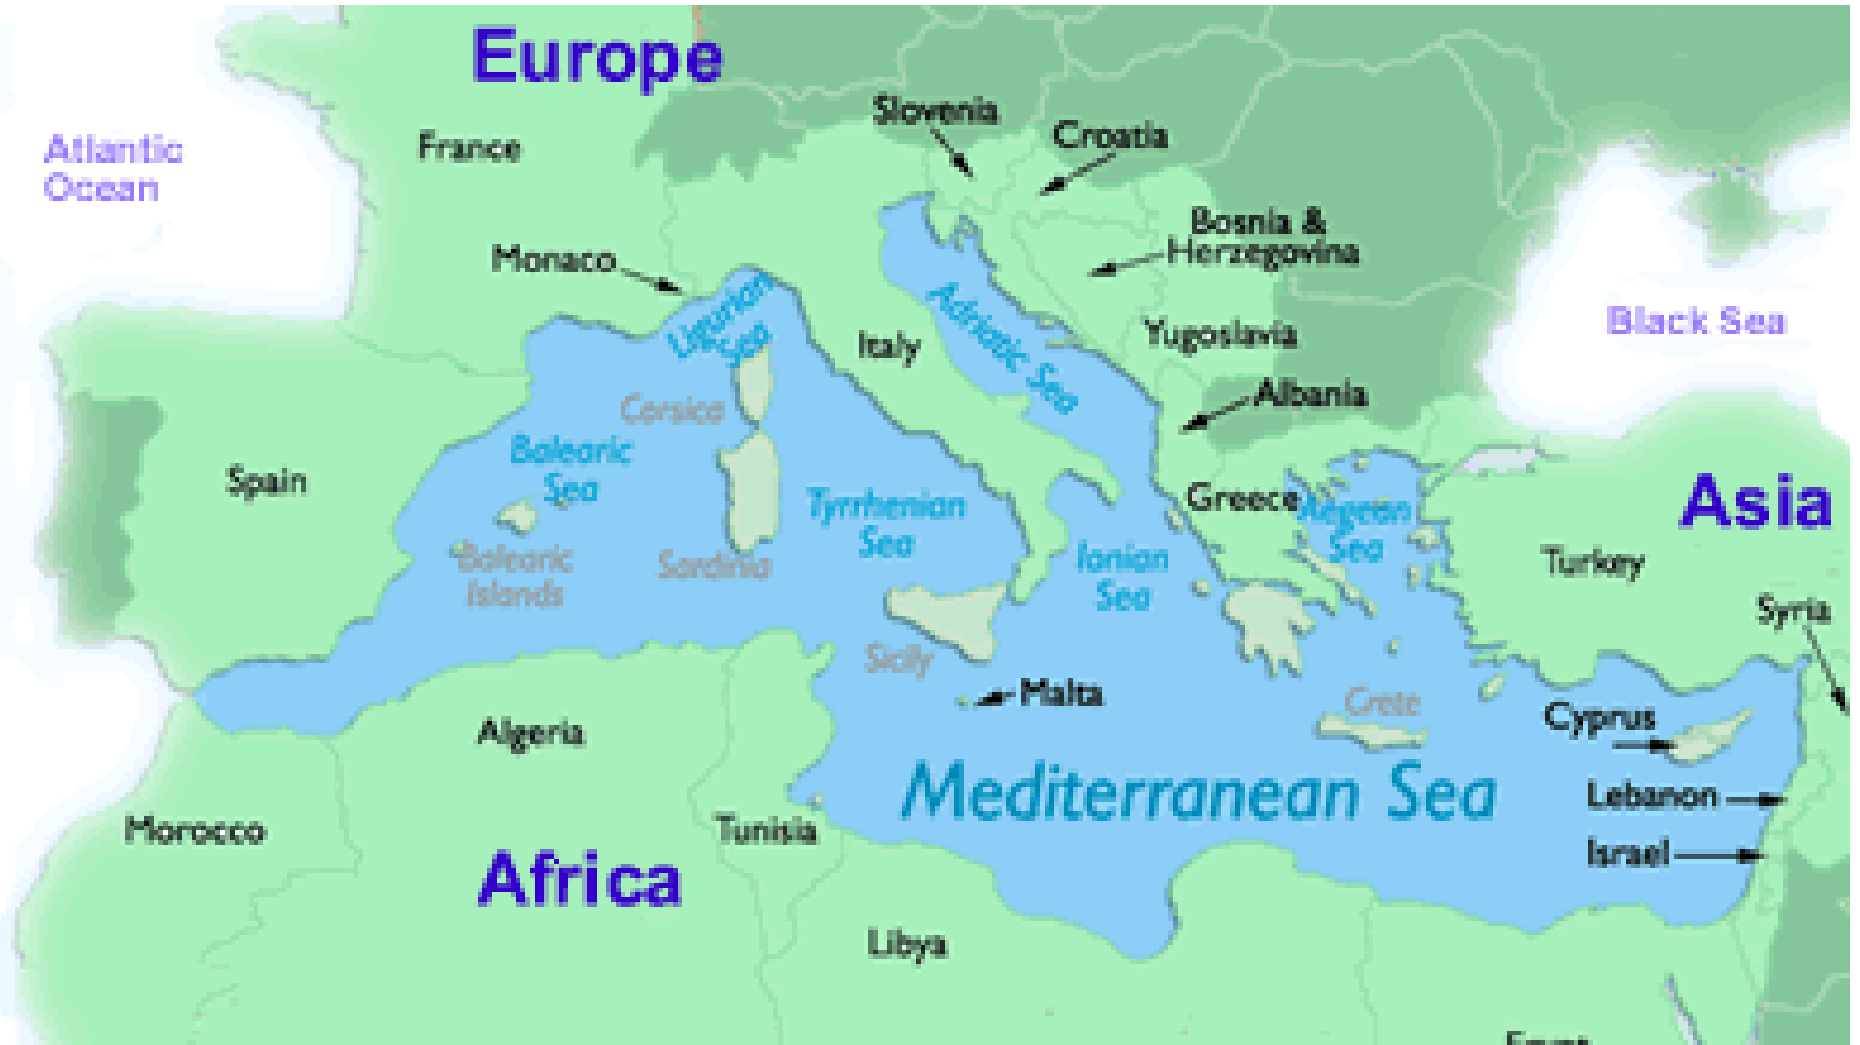 Europe
Slovenia
Croatia
France
Atlantic
Ocean
Bosnia &
Herzegovina
Monaco
Ligurian
Sea
Adriatic Sea
Black Sea
Yugoslavia
Italy
Albania
Corsica
Balearic
Sea
Spain
Tyrrhenian
Sea
Greece
Aegean
Sea
Asia
Ionian
Sea
Turkey
Balearic
Islands
Sardinia
Syria
Sicily
Malta
Crete
Cyprus
Algeria
Mediterranean Sea
Lebanon
Morocco
Tunisia
Israel
Africa
Libya